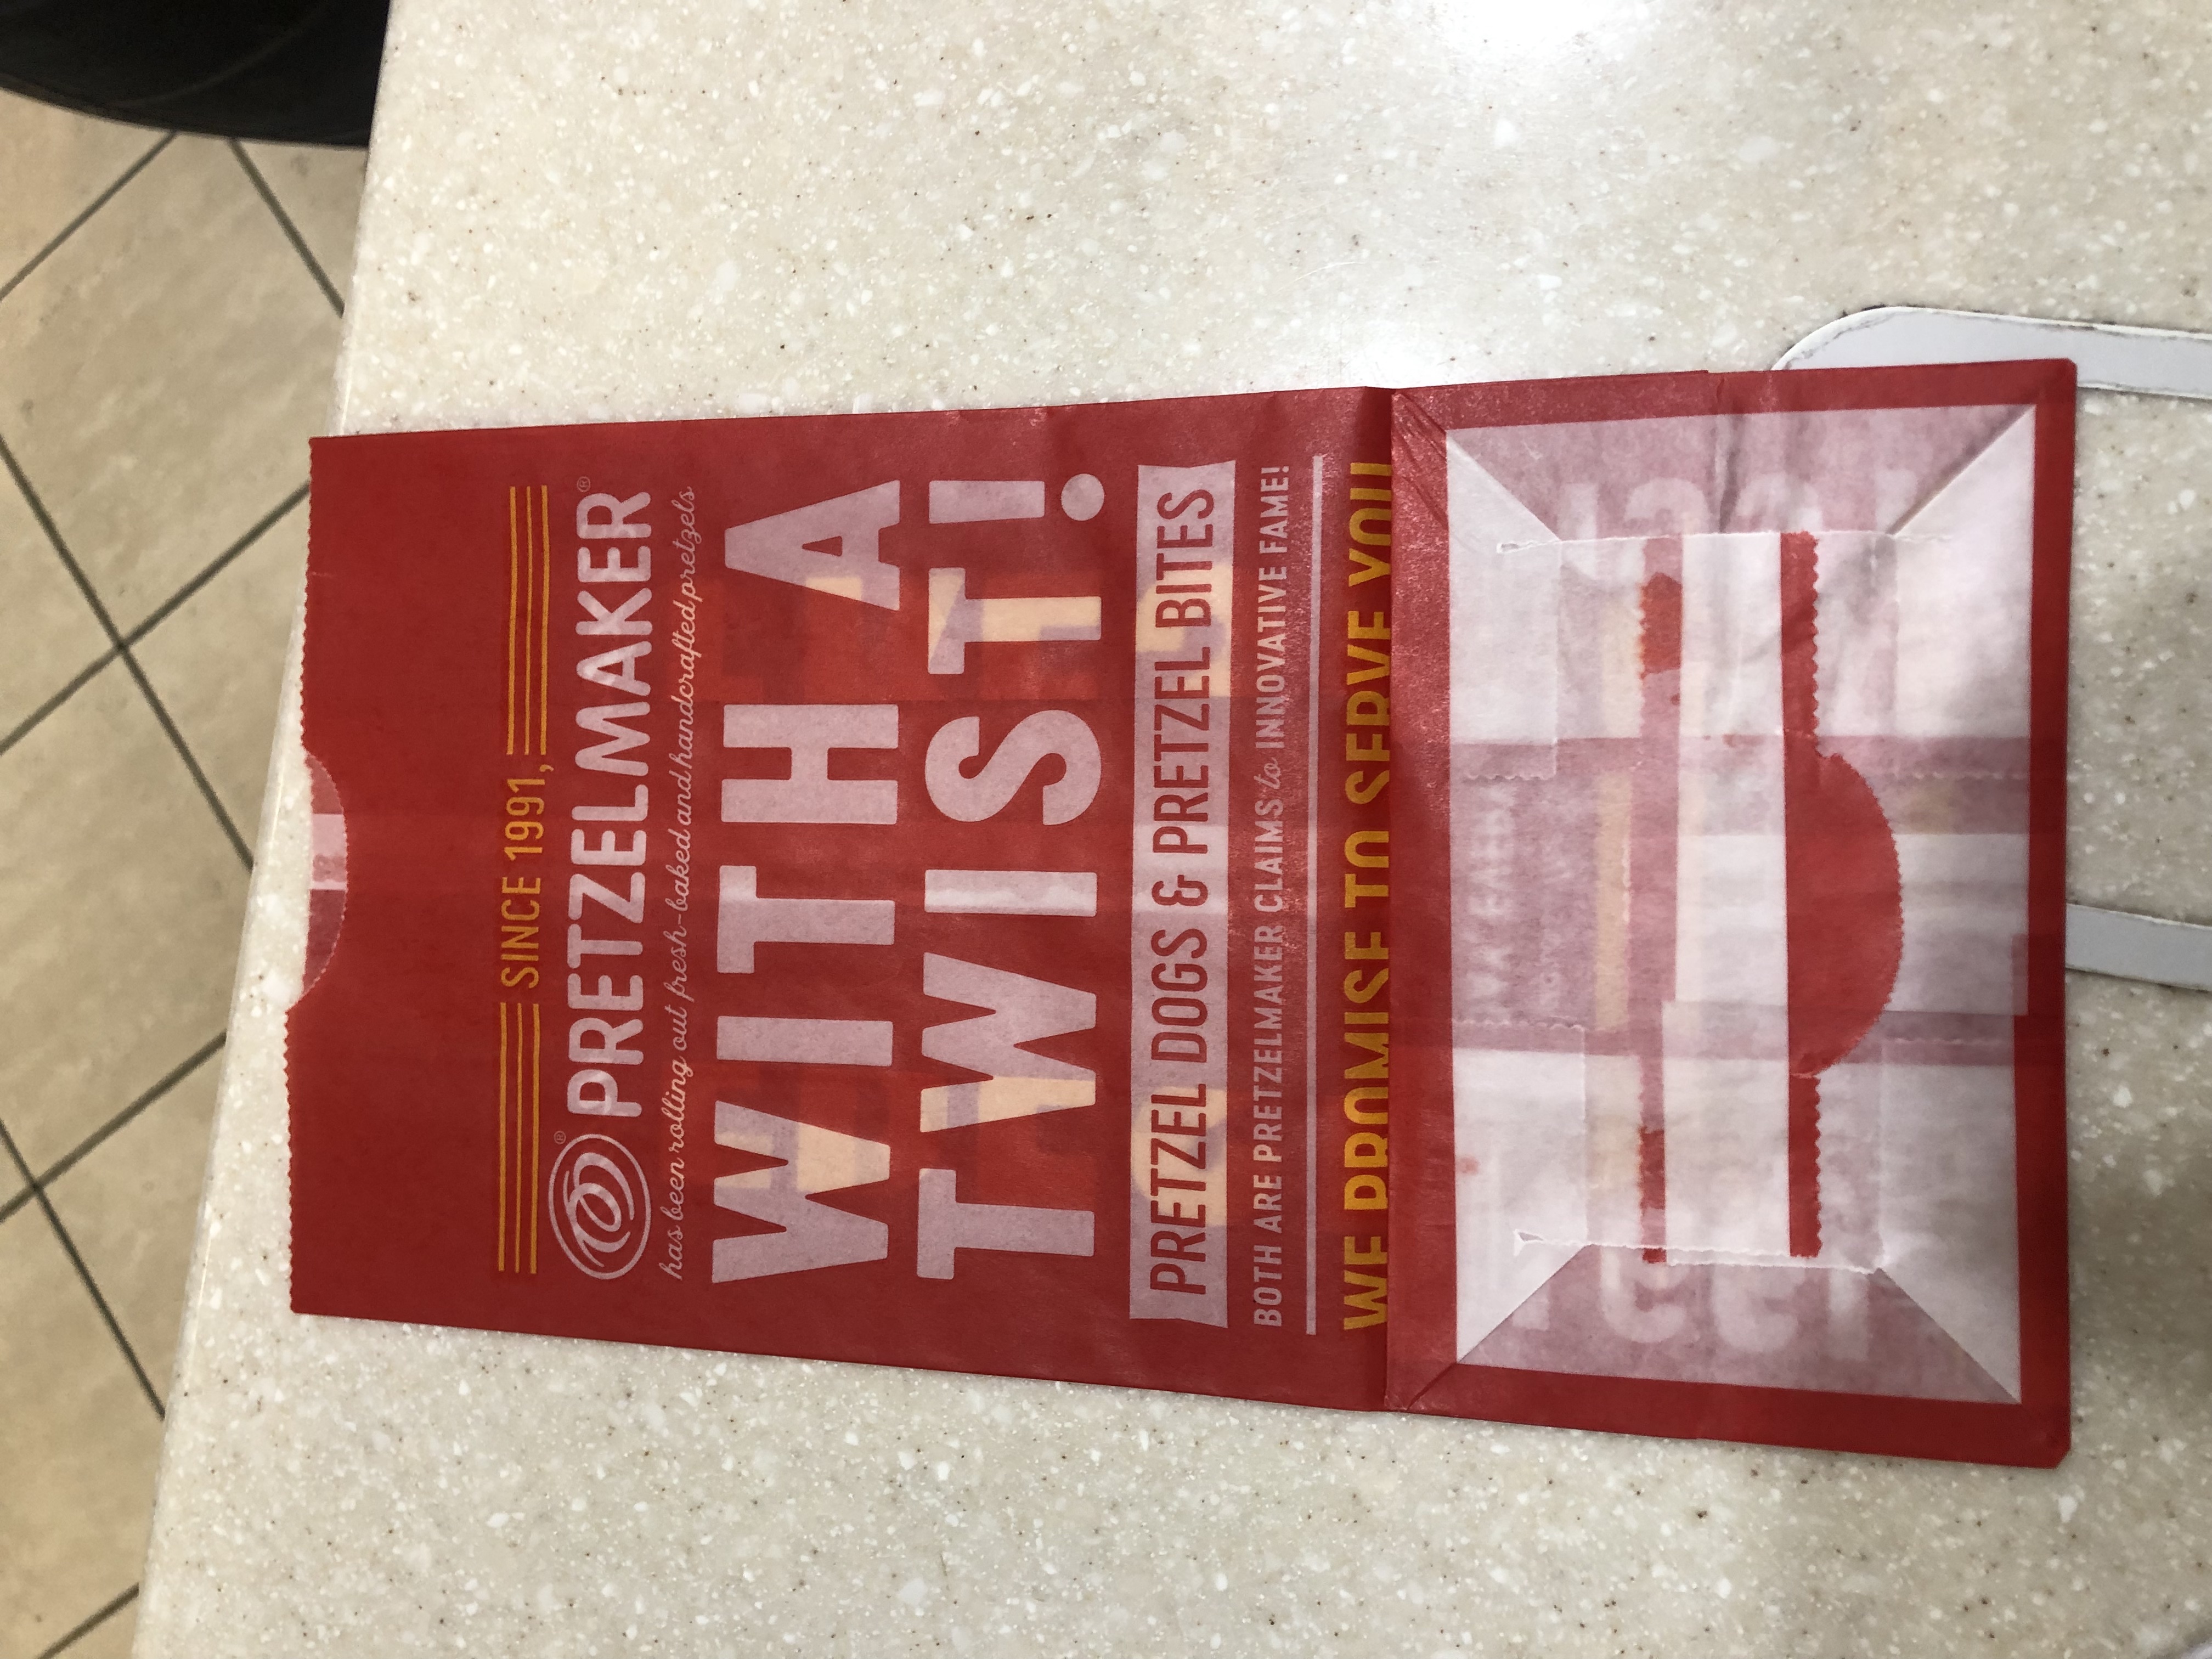 SINCE 1991,
PRETZELMAKER®
has been rolling out fresh-baked and handcrafted pretzels
WITH A
TWIST!
PRETZEL DOGS & PRETZEL BITES
BOTH ARE PRETZELMAKER CLAIMS to INNOVATIVE FAME!
WE PROMISE TO SERVE YOU